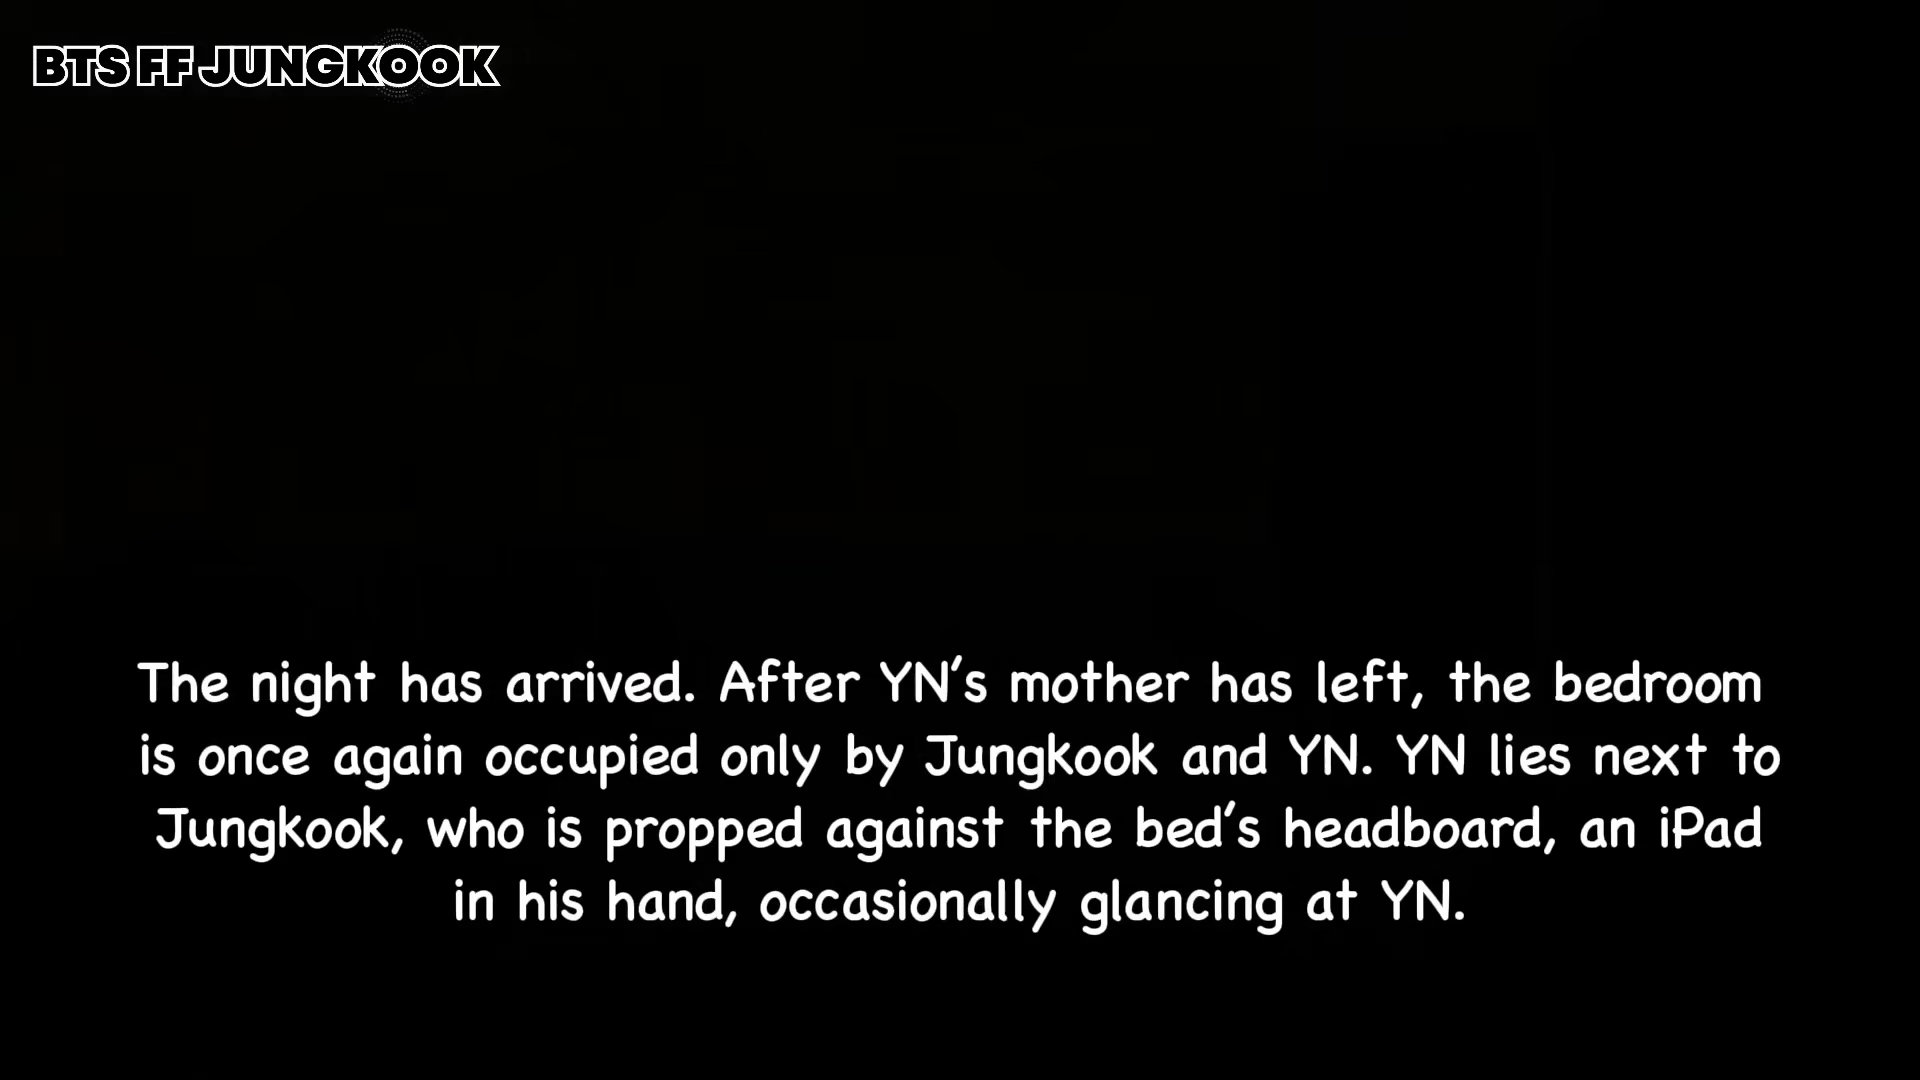 BTS FF JUNGKOOK
The night has arrived. After YN's mother has left, the bedroom
is once again occupied only by Jungkook and YN. YN lies next to
Jungkook, who is propped against the bed's headboard, an iPad
in his hand, occasionally glancing at YN.